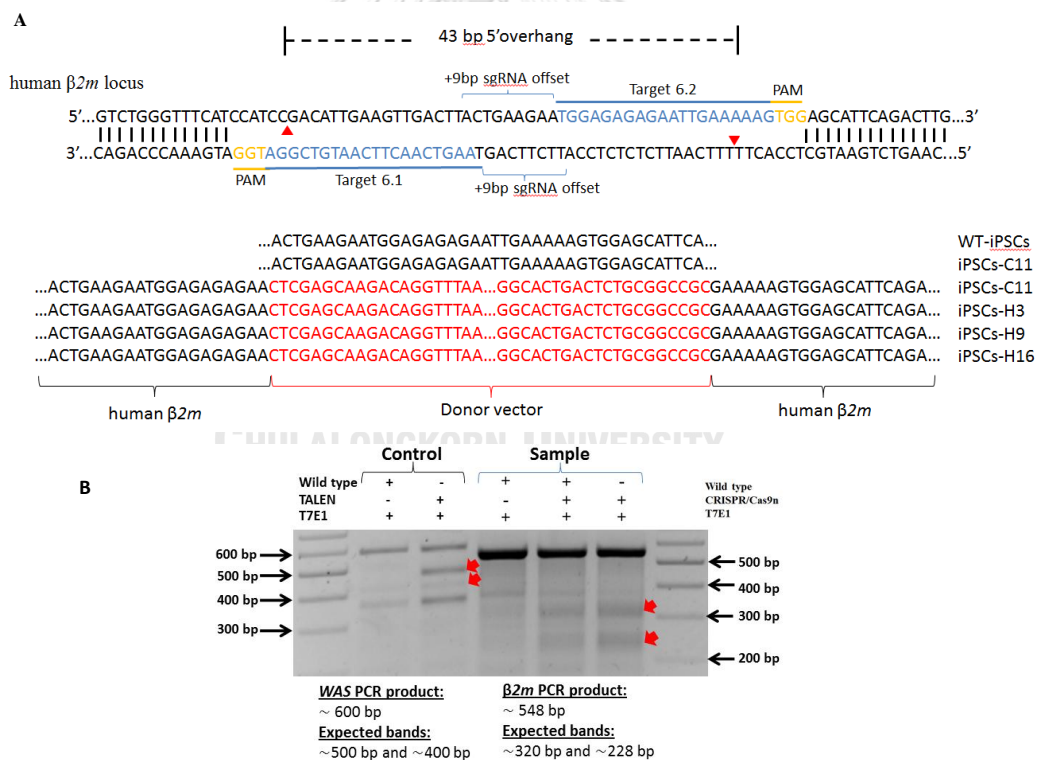 A
43 bp 5'overhang
human β2m locus
+9bp sgRNA offset
Target 6.2
PAM
5'...GTCTGGGTTTCATCCATCCGACATTGAAGTTGACTTACTGAAGAATGGAGAGAGAATTGAAAAAGTGGAGCATTCAGACTTG...3'
3'...CAGACCCAAAGTAGGTAGGCTGTAACTTCAACTGAATGACTTCTTACCTCTCTCTTAACTTTTTCACCTCGTAAGTCTGAAC...5'
PAM
Target 6.1
+9bp sgRNA offset
...ACTGAAGAATGGAGAGAGAATTGAAAAAGTGGAGCATTCA... WT-iPSCs
...ACTGAAGAATGGAGAGAGAATTGAAAAAGTGGAGCATTCA... iPSCs-C11
...ACTGAAGAATGGAGAGAGAACTCGAGCAAGACAGGTTTAA...GGCACTGACTCTGCGGCCGCGAAAAAGTGGAGCATTCAGA... iPSCs-C11
...ACTGAAGAATGGAGAGAGAACTCGAGCAAGACAGGTTTAA...GGCACTGACTCTGCGGCCGCGAAAAAGTGGAGCATTCAGA... iPSCs-H3
...ACTGAAGAATGGAGAGAGAACTCGAGCAAGACAGGTTTAA...GGCACTGACTCTGCGGCCGCGAAAAAGTGGAGCATTCAGA... iPSCs-H9
...ACTGAAGAATGGAGAGAGAACTCGAGCAAGACAGGTTTAA...GGCACTGACTCTGCGGCCGCGAAAAAGTGGAGCATTCAGA... iPSCs-H16
human β2m
Donor vector
human β2m
UNIVERSITY
B
Control
Sample
Wild type + - + + - Wild type
TALEN - + - + + CRISPR/Cas9n
T7E1 + + + + + T7E1
600 bp
500 bp
400 bp
300 bp
500 bp
400 bp
300 bp
200 bp
WAS PCR product:
~ 600 bp
Expected bands:
~500 bp and ~400 bp
β2m PCR product:
~ 548 bp
Expected bands:
~320 bp and ~228 bp